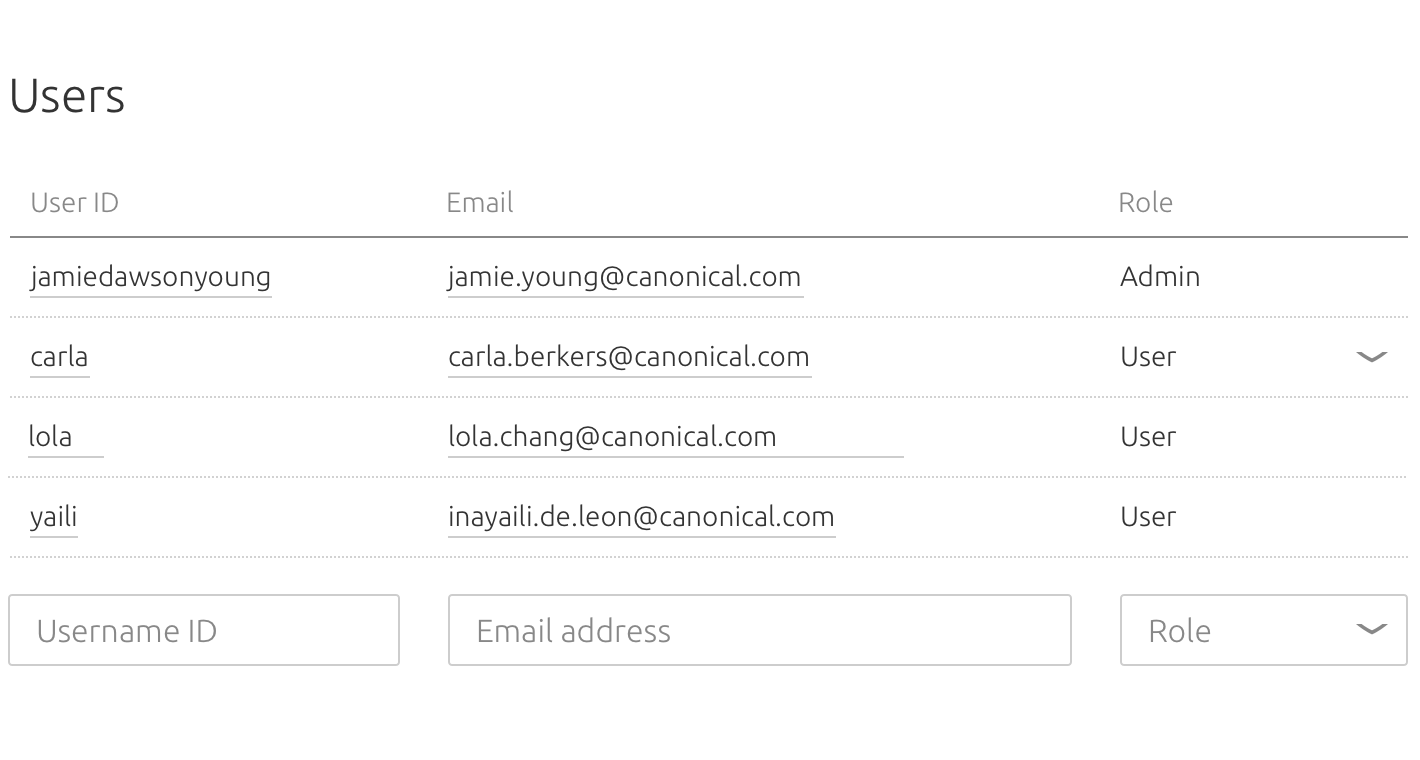 Users
User ID Email Role
jamiedawsonyoung jamie.young@canonical.com Admin
carla carla.berkers@canonical.com User
lola lola.chang@canonical.com User
yaili inayaili.de.leon@canonical.com User
Username ID Email address Role